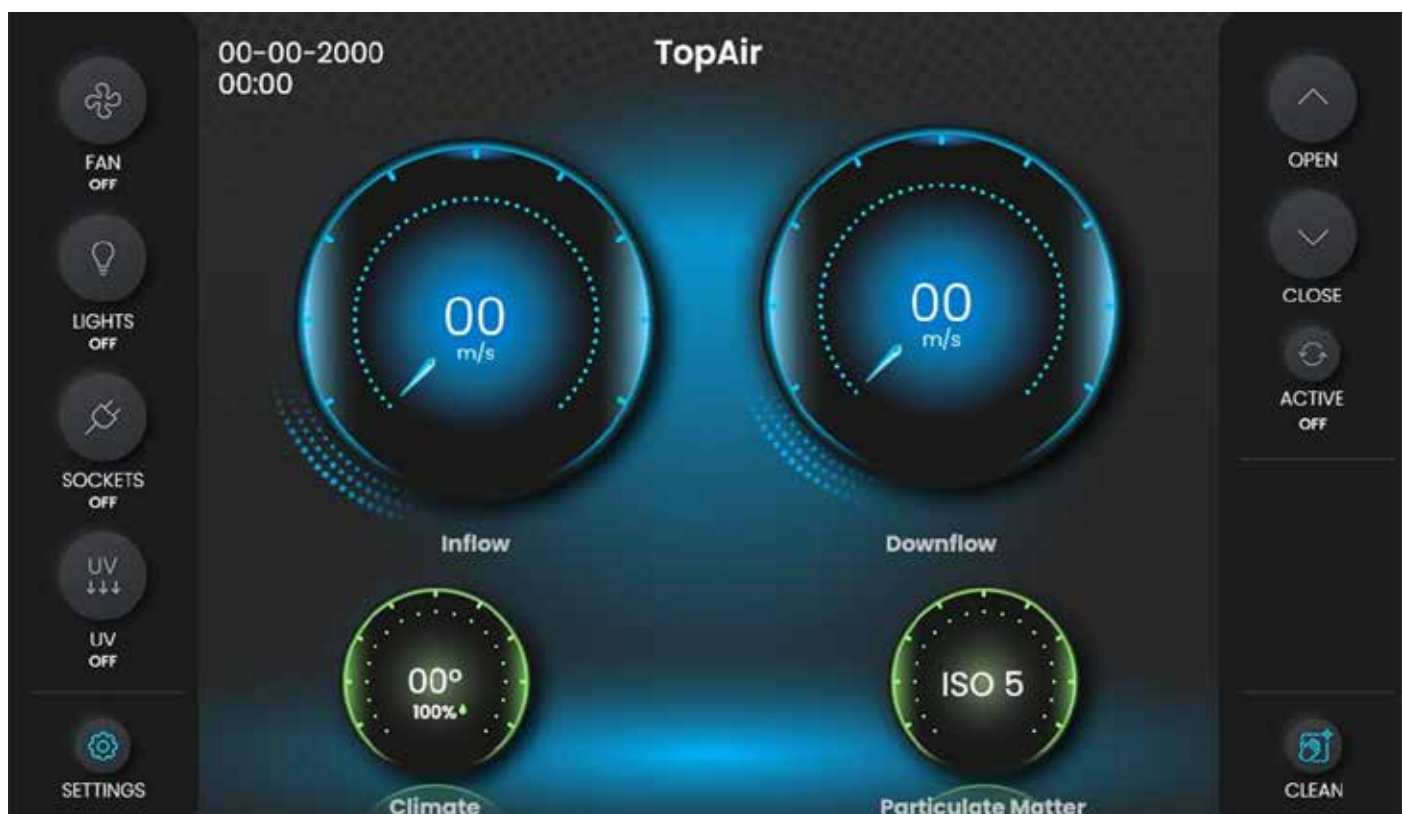 00-00-2000
00:00
TopAir
FAN
OFF
LIGHTS
OFF
SOCKETS
OFF
UV
UV
OFF
SETTINGS
00
m/s
Inflow
00
m/s
Downflow
00°
100%
Climate
ISO 5
Particulate Matter
OPEN
CLOSE
ACTIVE
OFF
CLEAN